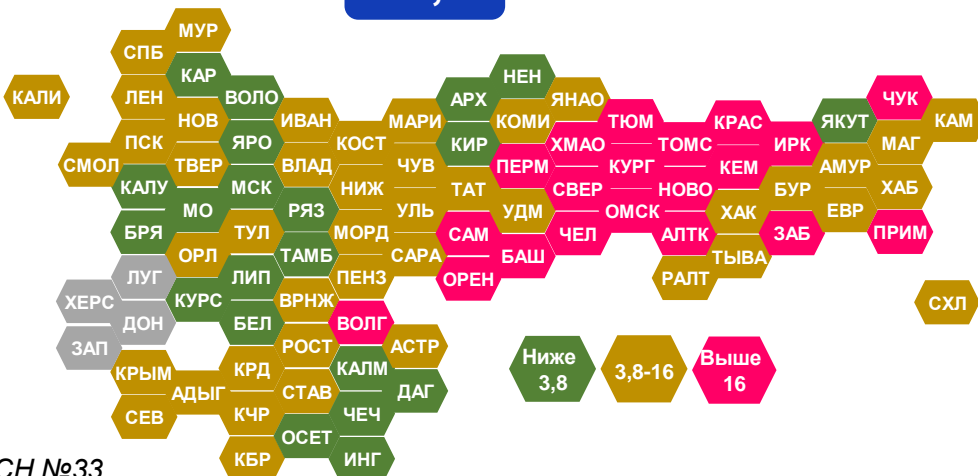 МУР
СПБ
КАР
НЕН
КАЛИ
ЛЕН
ВОЛО
АРХ
ЯНАО
ЧУК
НОВ
ИВАН
МАРИ
КОМИ
ТЮМ
КРАС
ЯКУТ
КАМ
ПСК
ЯРО
КОСТ
КИР
ХМАО
ТОМС
ИРК
МАГ
СМОЛ
ТВЕР
ВЛАД
ЧУВ
ПЕРМ
КУРГ
КЕМ
АМУР
КАЛУ
МСК
НИЖ
ТАТ
СВЕР
НОВО
БУР
ХАБ
МО
РЯЗ
УЛЬ
УДМ
ОМСК
ХАК
ЕВР
БРЯ
ТУЛ
МОРД
САМ
ЧЕЛ
АЛТК
ЗАБ
ПРИМ
ОРЛ
ТАМБ
САРА
БАШ
ТЫВА
ЛУГ
ЛИП
ПЕНЗ
ОРЕН
РАЛТ
ХЕРС
КУРС
ВРНЖ
СХЛ
ДОН
БЕЛ
ВОЛГ
ЗАП
РОСТ
АСТР
КРЫМ
КРД
КАЛМ
АДЫГ
СТАВ
ДАГ
СЕВ
КЧР
ЧЕЧ
ОСЕТ
КБР
ИНГ
Ниже
3,8
3,8-16
Выше
16
СН №33